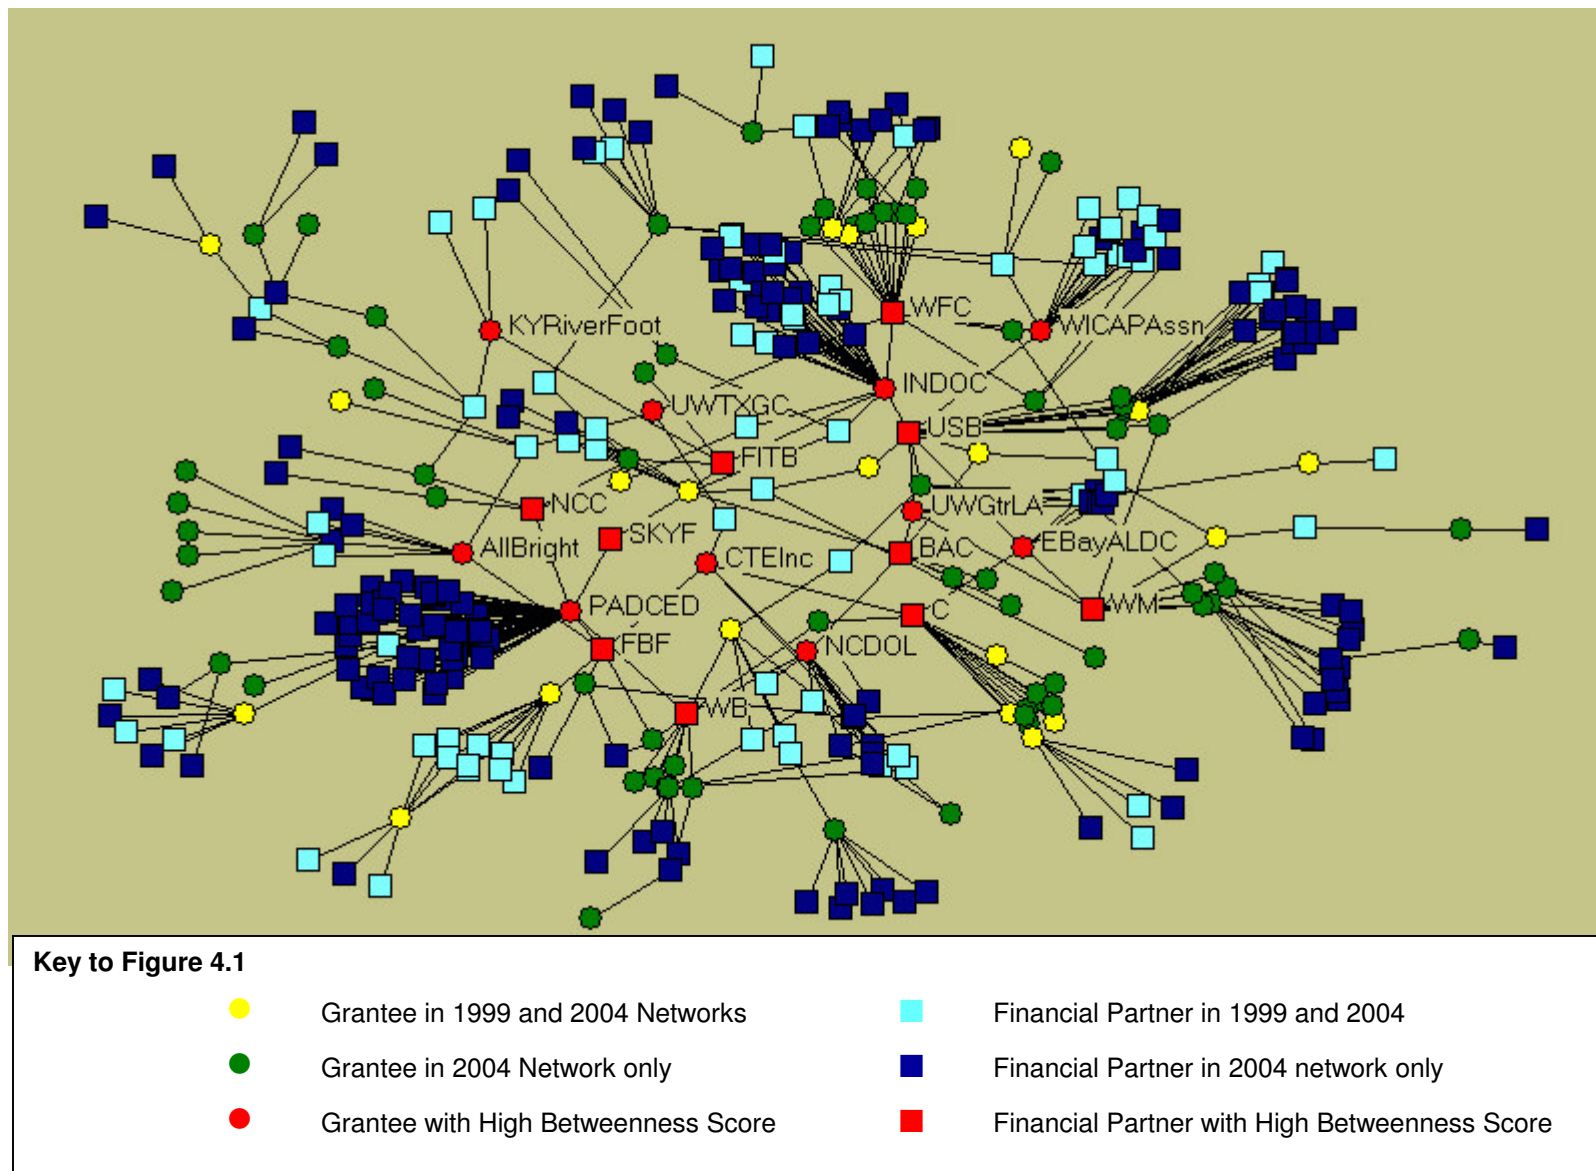 WFC
KYRiverFoot
WICAPAssn
INDOC
UWTXGC
USB
FITB
NCC
UWGtrLA
SKYF
AllBright
CTEInc
BAC
EBayALDC
PADCED
C
WM
FBF
NCDOL
WB
Key to Figure 4.1
Grantee in 1999 and 2004 Networks
Financial Partner in 1999 and 2004
Grantee in 2004 Network only
Financial Partner in 2004 network only
Grantee with High Betweenness Score
Financial Partner with High Betweenness Score